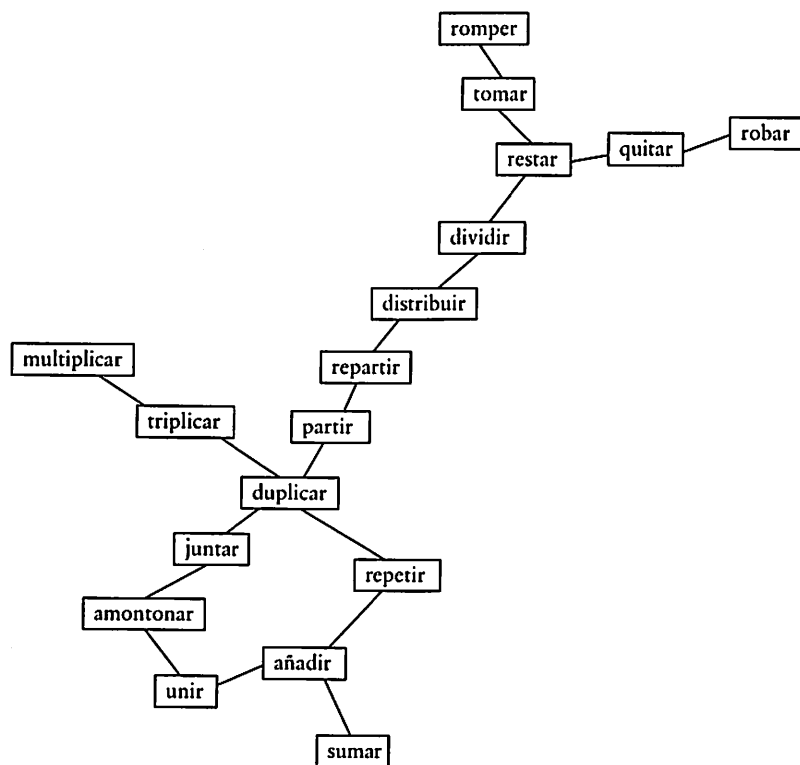 romper
tomar
robar
quitar
restar
dividir
distribuir
multiplicar
repartir
triplicar
partir
duplicar
juntar
repetir
amontonar
añadir
unir
sumar